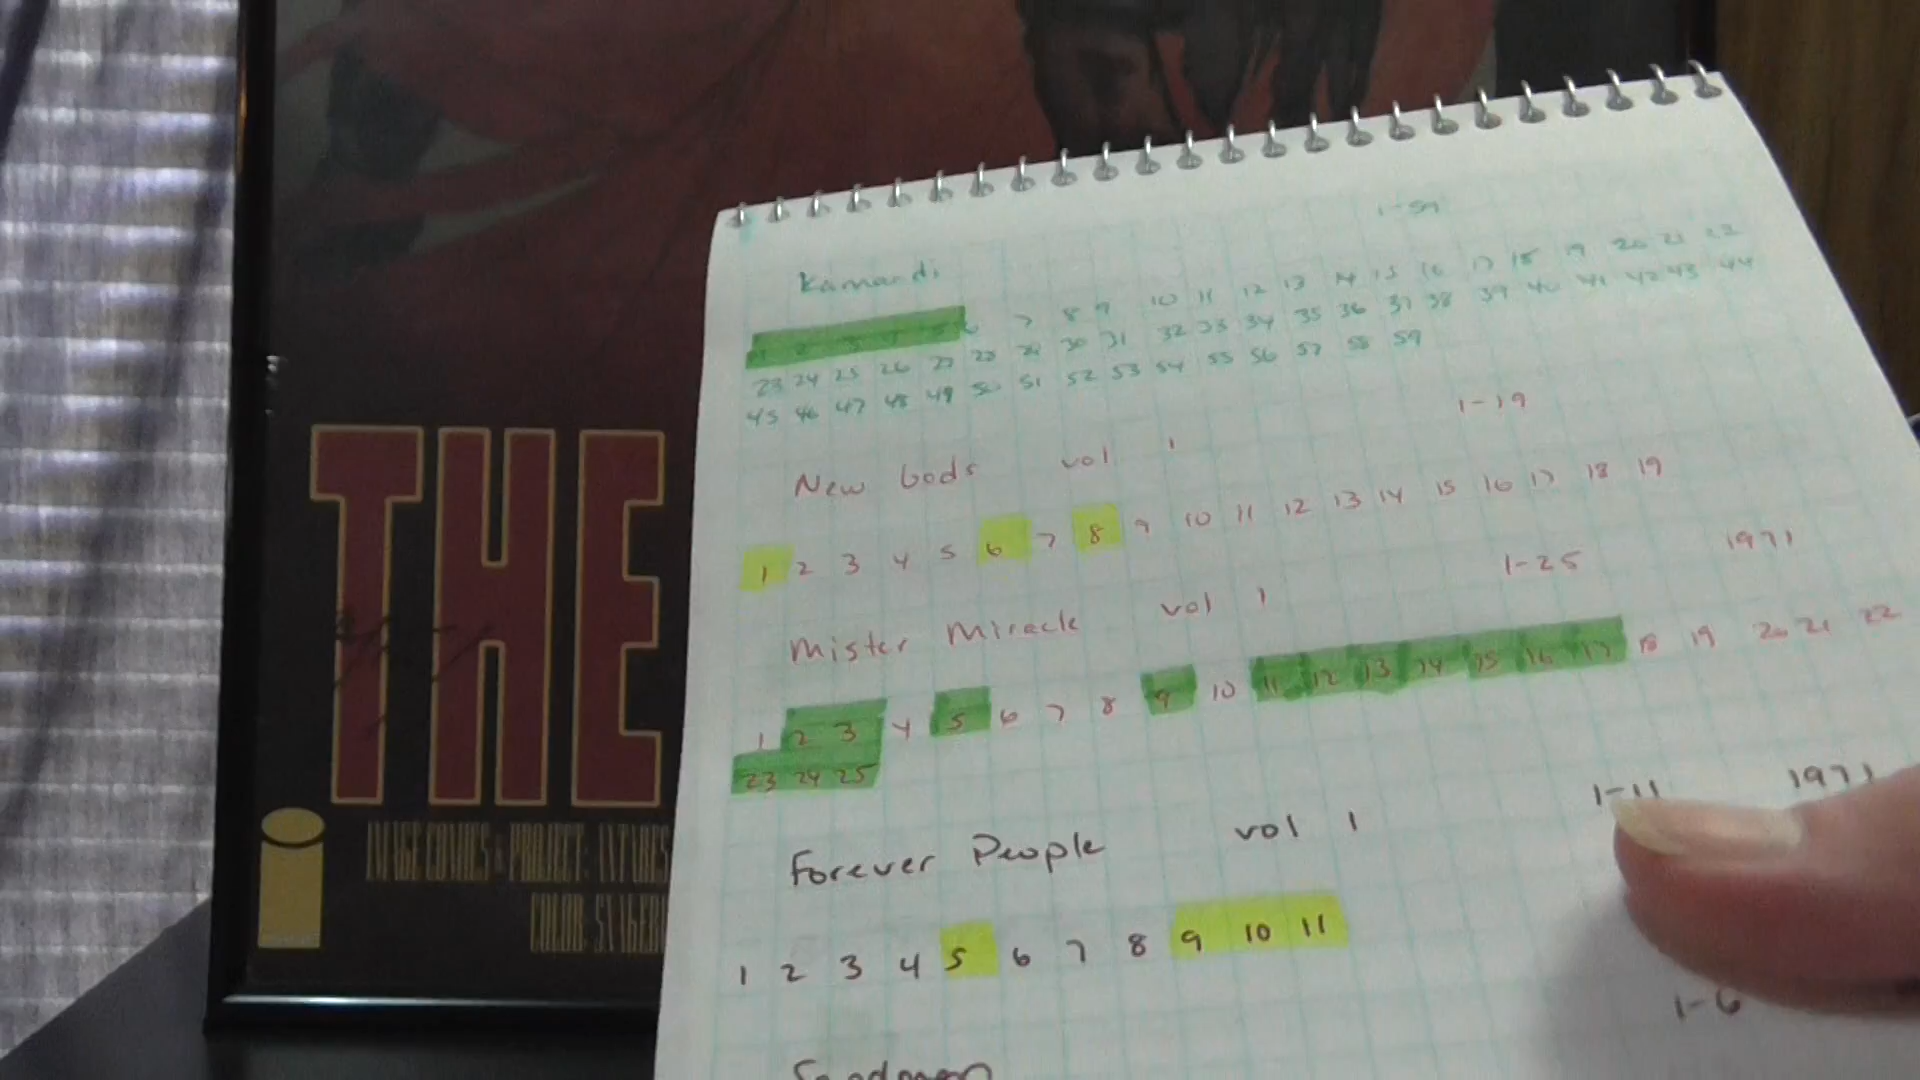 1-59
Kamandi
1 2 3 4 5 6 7 8 9 10 11 12 13 14 15 16 17 18 19 20 21 22
23 24 25 26 27 28 29 30 31 32 33 34 35 36 37 38 39 40 41 42 43 44
45 46 47 48 49 50 51 52 53 54 55 56 57 58 59
New Gods vol 1 1-19
1 2 3 4 5 6 7 8 9 10 11 12 13 14 15 16 17 18 19
Mister Miracle vol 1 1-25 1971
1 2 3 4 5 6 7 8 9 10 11 12 13 14 15 16 17 18 19 20 21 22
23 24 25
Forever People vol 1 1-11 1971
1 2 3 4 5 6 7 8 9 10 11
1-6
Sandman
THE
IMAGE COMICS
COLOR
i